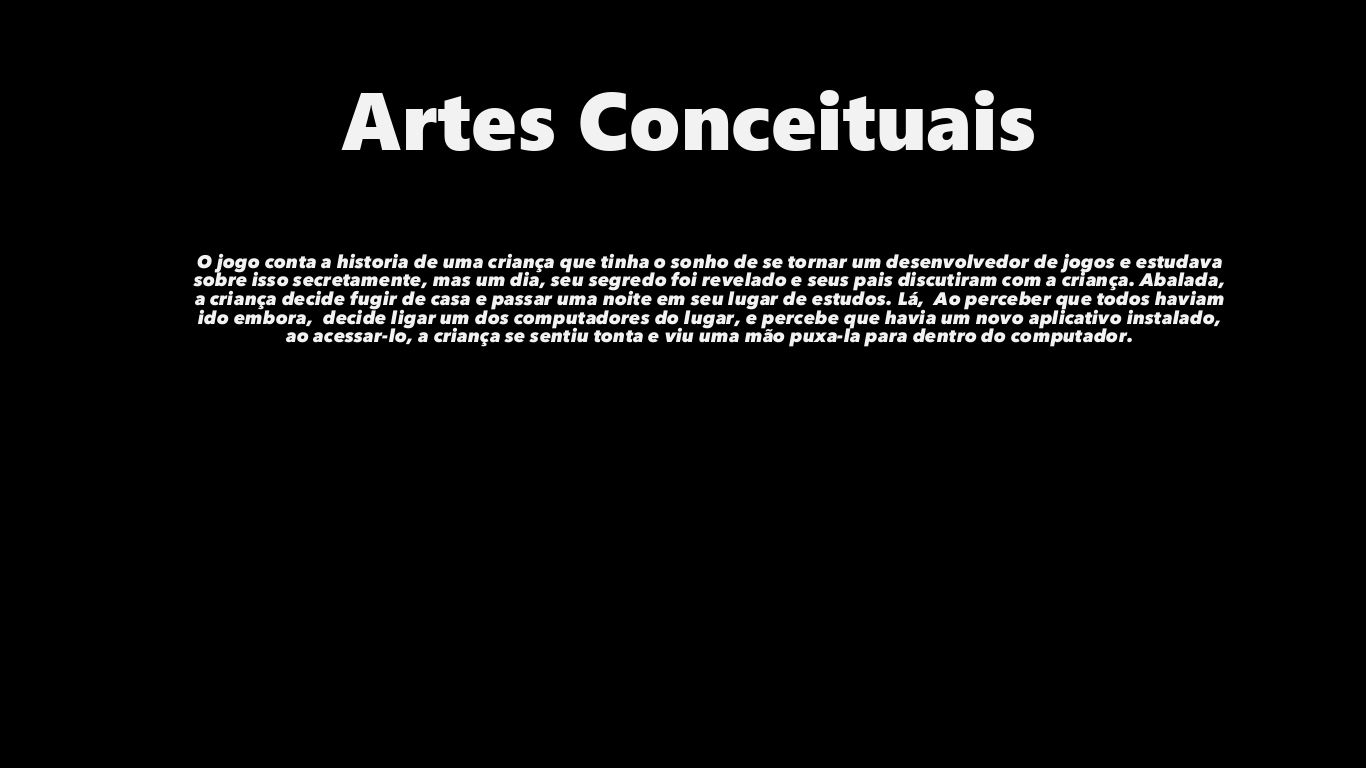 Artes Conceituais
O jogo conta a historia de uma criança que tinha o sonho de se tornar um desenvolvedor de jogos e estudava
sobre isso secretamente, mas um dia, seu segredo foi revelado e seus pais discutiram com a criança. Abalada,
a criança decide fugir de casa e passar uma noite em seu lugar de estudos. Lá,  Ao perceber que todos haviam
ido embora,  decide ligar um dos computadores do lugar, e percebe que havia um novo aplicativo instalado,
ao acessar-lo, a criança se sentiu tonta e viu uma mão puxa-la para dentro do computador.